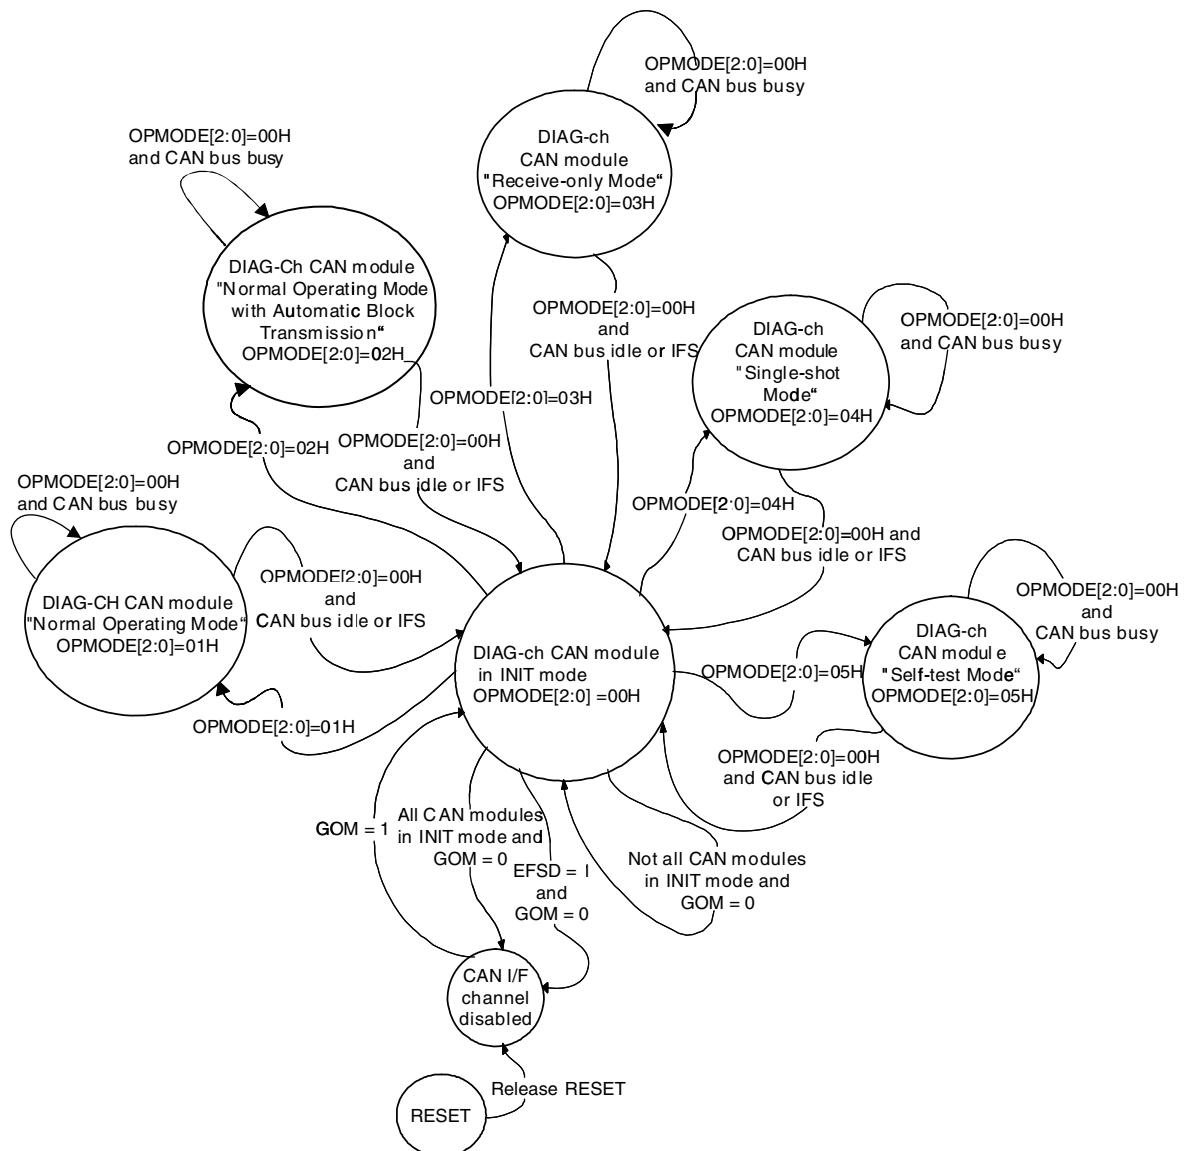 OPMODE[2:0]=00H
and CAN bus busy
DIAG-ch
CAN module
"Receive-only Mode“
OPMODE[2:0]=03H
OPMODE[2:0]=00H
and CAN bus busy
DIAG-Ch CAN module
"Normal Operating Mode
with Automatic Block
Transmission“
OPMODE[2:0]=02H
OPMODE[2:0]=00H
and
CAN bus idle or IFS
DIAG-ch
CAN module
"Single-shot
Mode“
OPMODE[2:0]=04H
OPMODE[2:0]=00H
and CAN bus busy
OPMODE[2:0]=03H
OPMODE[2:0]=02H
OPMODE[2:0]=00H
and
CAN bus idle or IFS
OPMODE[2:0]=04H
OPMODE[2:0]=00H and
CAN bus idle or IFS
OPMODE[2:0]=00H
and CAN bus busy
DIAG-CH CAN module
"Normal Operating Mode“
OPMODE[2:0]=01H
OPMODE[2:0]=00H
and
CAN bus idle or IFS
OPMODE[2:0]=01H
DIAG-ch CAN module
in INIT mode
OPMODE[2:0] =00H
OPMODE[2:0]=05H
DIAG-ch
CAN module
"Self-test Mode“
OPMODE[2:0]=05H
OPMODE[2:0]=00H
and
CAN bus busy
OPMODE[2:0]=00H
and CAN bus idle
or IFS
GOM = 1
All CAN modules
in INIT mode and
GOM = 0
EFSD = 1
and
GOM = 0
Not all CAN modules
in INIT mode and
GOM = 0
CAN I/F
channel
disabled
Release RESET
RESET